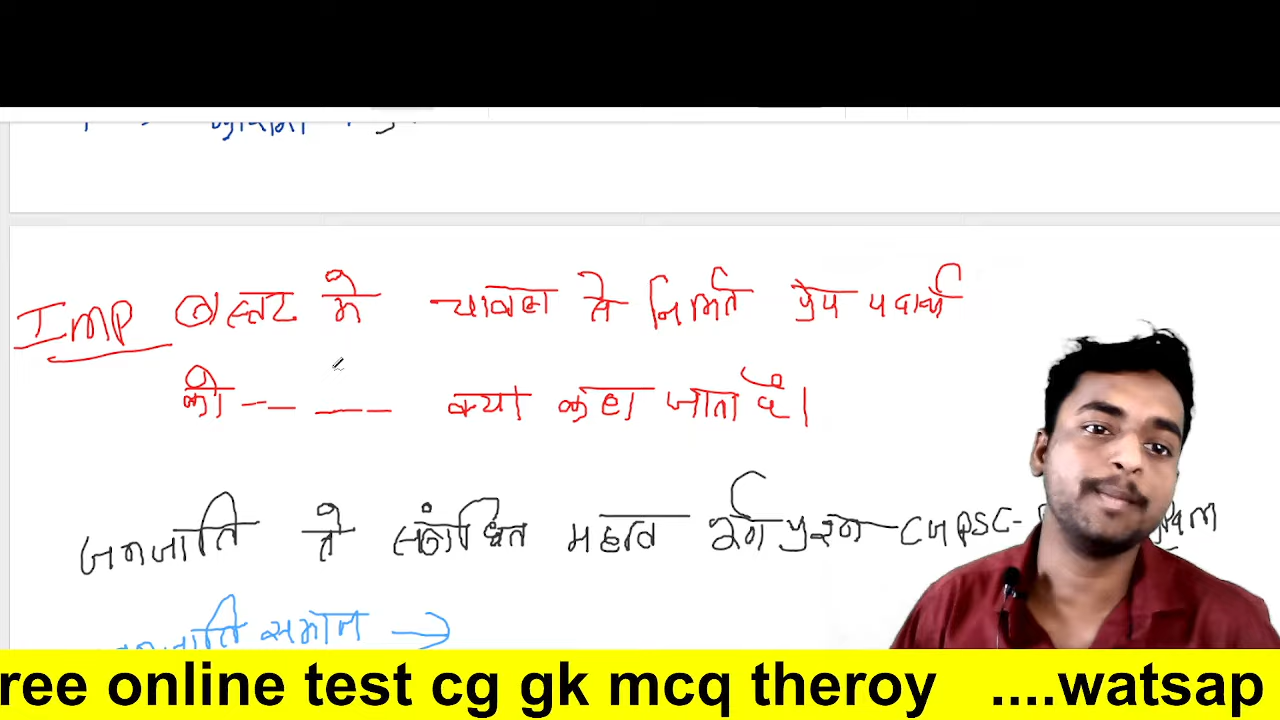 IMP बस्तर में चावल से निर्मित पेय पदार्थ
को ---- ---- क्या कहा जाता है।
जनजाति से संबंधित महत्व पूर्ण प्रश्न CGPSC-
जनजाति समाज →
ree online test cg gk mcq theroy ....watsap